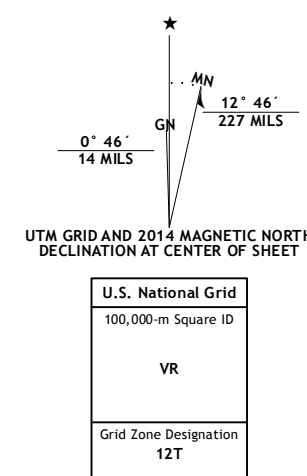 ★
MN
GN
12° 46´
227 MILS
0° 46´
14 MILS
UTM GRID AND 2014 MAGNETIC NORTH
DECLINATION AT CENTER OF SHEET
U.S. National Grid
100,000-m Square ID
VR
Grid Zone Designation
12T